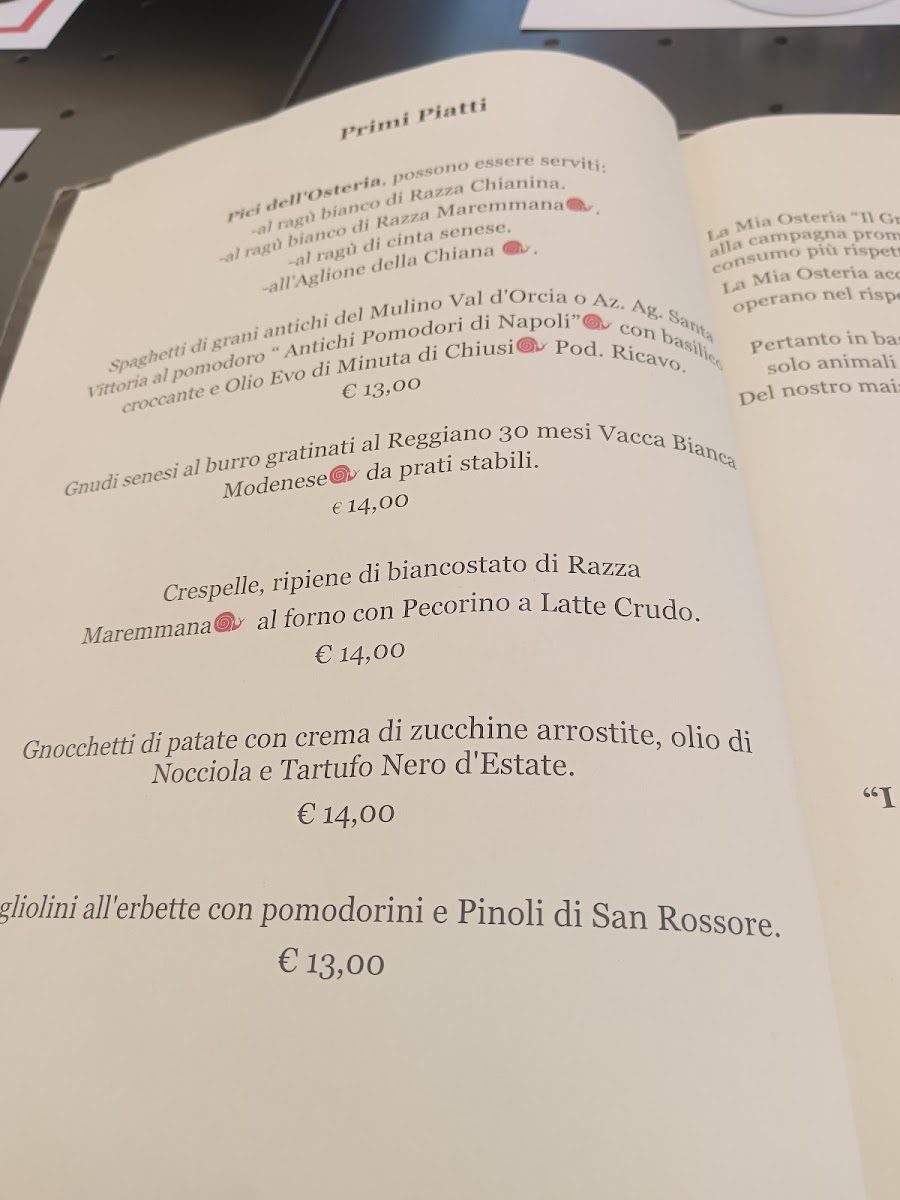 Primi Piatti
Pici dell'Osteria, possono essere serviti:
-al ragù bianco di Razza Chianina.
-al ragù bianco di Razza Maremmana.
-al ragù di cinta senese.
-all'Aglione della Chiana .
Spaghetti di grani antichi del Mulino Val d'Orcia o Az. Ag. Santa
Vittoria al pomodoro “ Antichi Pomodori di Napoli” con basilico
croccante e Olio Evo di Minuta di Chiusi Pod. Ricavo.
€ 13,00
Gnudi senesi al burro gratinati al Reggiano 30 mesi Vacca Bianca
Modenese da prati stabili.
€ 14,00
Crespelle, ripiene di biancostato di Razza
Maremmana al forno con Pecorino a Latte Crudo.
€ 14,00
Gnocchetti di patate con crema di zucchine arrostite, olio di
Nocciola e Tartufo Nero d'Estate.
€ 14,00
gliolini all'erbette con pomodorini e Pinoli di San Rossore.
€ 13,00
La Mia Osteria “Il Gr
alla campagna prom
consumo più rispett
La Mia Osteria acc
operano nel rispe
Pertanto in bas
solo animali
Del nostro maia
“I